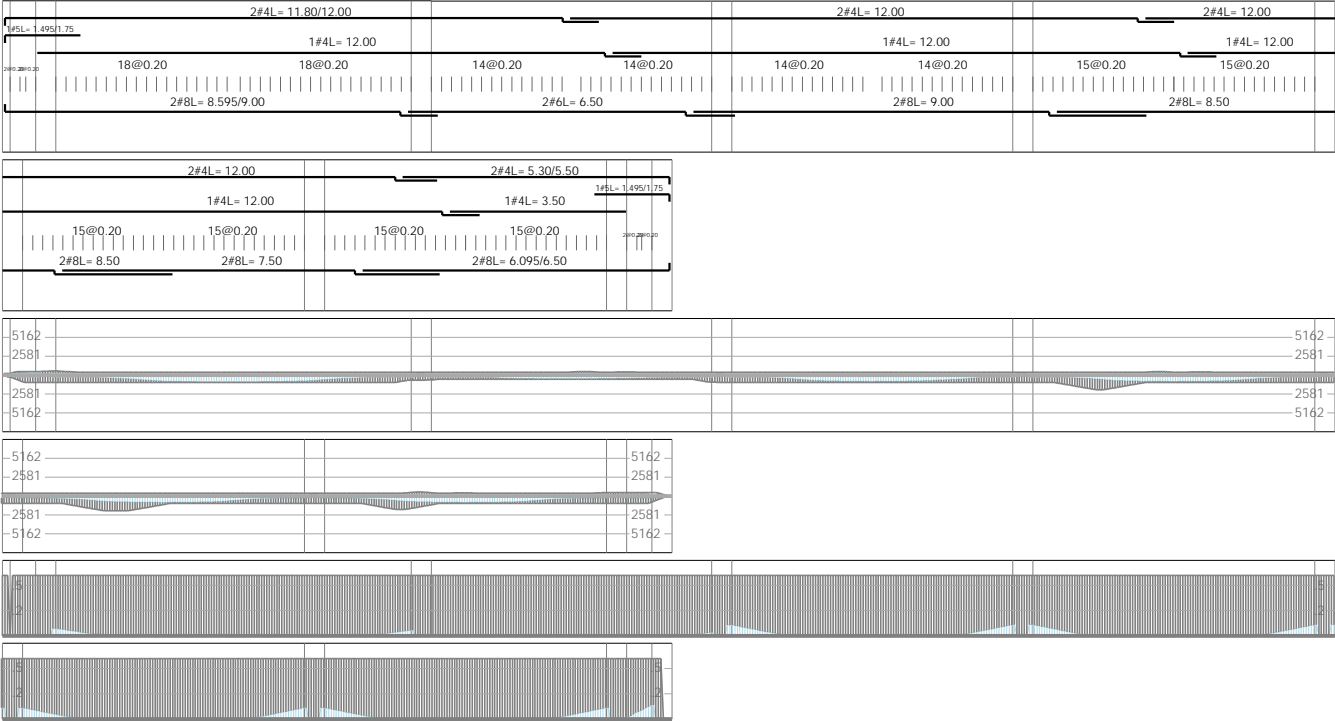 2#4L= 11.80/12.00 2#4L= 12.00 2#4L= 12.00
1#5L= 1.495/1.75
1#4L= 12.00 1#4L= 12.00 1#4L= 12.00
18@0.20 18@0.20 14@0.20 14@0.20 14@0.20 14@0.20 15@0.20 15@0.20
2#8L= 8.595/9.00 2#6L= 6.50 2#8L= 9.00 2#8L= 8.50
2#4L= 12.00 2#4L= 5.30/5.50
1#5L= 1.495/1.75
1#4L= 12.00 1#4L= 3.50
15@0.20 15@0.20 15@0.20 15@0.20
2#8L= 8.50 2#8L= 7.50 2#8L= 6.095/6.50
5162 5162
2581 2581
2581 2581
5162 5162
5162 5162
2581 2581
2581 2581
5162 5162
.5 .5
.2 .2
.5 .5
.2 .2